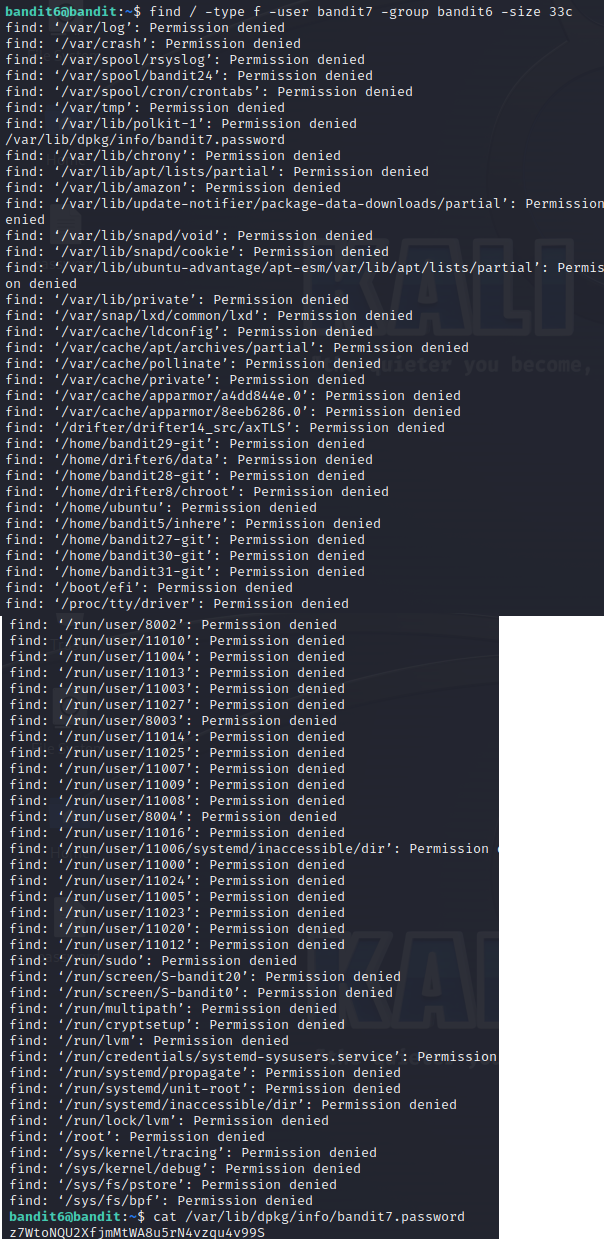 bandit6@bandit:~$ find / -type f -user bandit7 -group bandit6 -size 33c
find: ‘/var/log’: Permission denied
find: ‘/var/crash’: Permission denied
find: ‘/var/spool/rsyslog’: Permission denied
find: ‘/var/spool/bandit24’: Permission denied
find: ‘/var/spool/cron/crontabs’: Permission denied
find: ‘/var/tmp’: Permission denied
find: ‘/var/lib/polkit-1’: Permission denied
/var/lib/dpkg/info/bandit7.password
find: ‘/var/lib/chrony’: Permission denied
find: ‘/var/lib/apt/lists/partial’: Permission denied
find: ‘/var/lib/amazon’: Permission denied
find: ‘/var/lib/update-notifier/package-data-downloads/partial’: Permission
enied
find: ‘/var/lib/snapd/void’: Permission denied
find: ‘/var/lib/snapd/cookie’: Permission denied
find: ‘/var/lib/ubuntu-advantage/apt-esm/var/lib/apt/lists/partial’: Permis
on denied
find: ‘/var/lib/private’: Permission denied
find: ‘/var/snap/lxd/common/lxd’: Permission denied
find: ‘/var/cache/ldconfig’: Permission denied
find: ‘/var/cache/apt/archives/partial’: Permission denied
find: ‘/var/cache/pollinate’: Permission denied
find: ‘/var/cache/private’: Permission denied
find: ‘/var/cache/apparmor/a4dd844e.0’: Permission denied
find: ‘/var/cache/apparmor/8eeb6286.0’: Permission denied
find: ‘/drifter/drifter14_src/axTLS’: Permission denied
find: ‘/home/bandit29-git’: Permission denied
find: ‘/home/drifter6/data’: Permission denied
find: ‘/home/bandit28-git’: Permission denied
find: ‘/home/drifter8/chroot’: Permission denied
find: ‘/home/ubuntu’: Permission denied
find: ‘/home/bandit5/inhere’: Permission denied
find: ‘/home/bandit27-git’: Permission denied
find: ‘/home/bandit30-git’: Permission denied
find: ‘/home/bandit31-git’: Permission denied
find: ‘/boot/efi’: Permission denied
find: ‘/proc/tty/driver’: Permission denied
find: ‘/run/user/8002’: Permission denied
find: ‘/run/user/11010’: Permission denied
find: ‘/run/user/11004’: Permission denied
find: ‘/run/user/11013’: Permission denied
find: ‘/run/user/11003’: Permission denied
find: ‘/run/user/11027’: Permission denied
find: ‘/run/user/8003’: Permission denied
find: ‘/run/user/11014’: Permission denied
find: ‘/run/user/11025’: Permission denied
find: ‘/run/user/11007’: Permission denied
find: ‘/run/user/11009’: Permission denied
find: ‘/run/user/11008’: Permission denied
find: ‘/run/user/8004’: Permission denied
find: ‘/run/user/11016’: Permission denied
find: ‘/run/user/11006/systemd/inaccessible/dir’: Permission
find: ‘/run/user/11000’: Permission denied
find: ‘/run/user/11024’: Permission denied
find: ‘/run/user/11005’: Permission denied
find: ‘/run/user/11023’: Permission denied
find: ‘/run/user/11020’: Permission denied
find: ‘/run/user/11012’: Permission denied
find: ‘/run/sudo’: Permission denied
find: ‘/run/screen/S-bandit20’: Permission denied
find: ‘/run/screen/S-bandit0’: Permission denied
find: ‘/run/multipath’: Permission denied
find: ‘/run/cryptsetup’: Permission denied
find: ‘/run/lvm’: Permission denied
find: ‘/run/credentials/systemd-sysusers.service’: Permission
find: ‘/run/systemd/propagate’: Permission denied
find: ‘/run/systemd/unit-root’: Permission denied
find: ‘/run/systemd/inaccessible/dir’: Permission denied
find: ‘/run/lock/lvm’: Permission denied
find: ‘/root’: Permission denied
find: ‘/sys/kernel/tracing’: Permission denied
find: ‘/sys/kernel/debug’: Permission denied
find: ‘/sys/fs/pstore’: Permission denied
find: ‘/sys/fs/bpf’: Permission denied
bandit6@bandit:~$ cat /var/lib/dpkg/info/bandit7.password
z7WtoNQU2XfjmMtWA8u5rN4vzqu4v99S